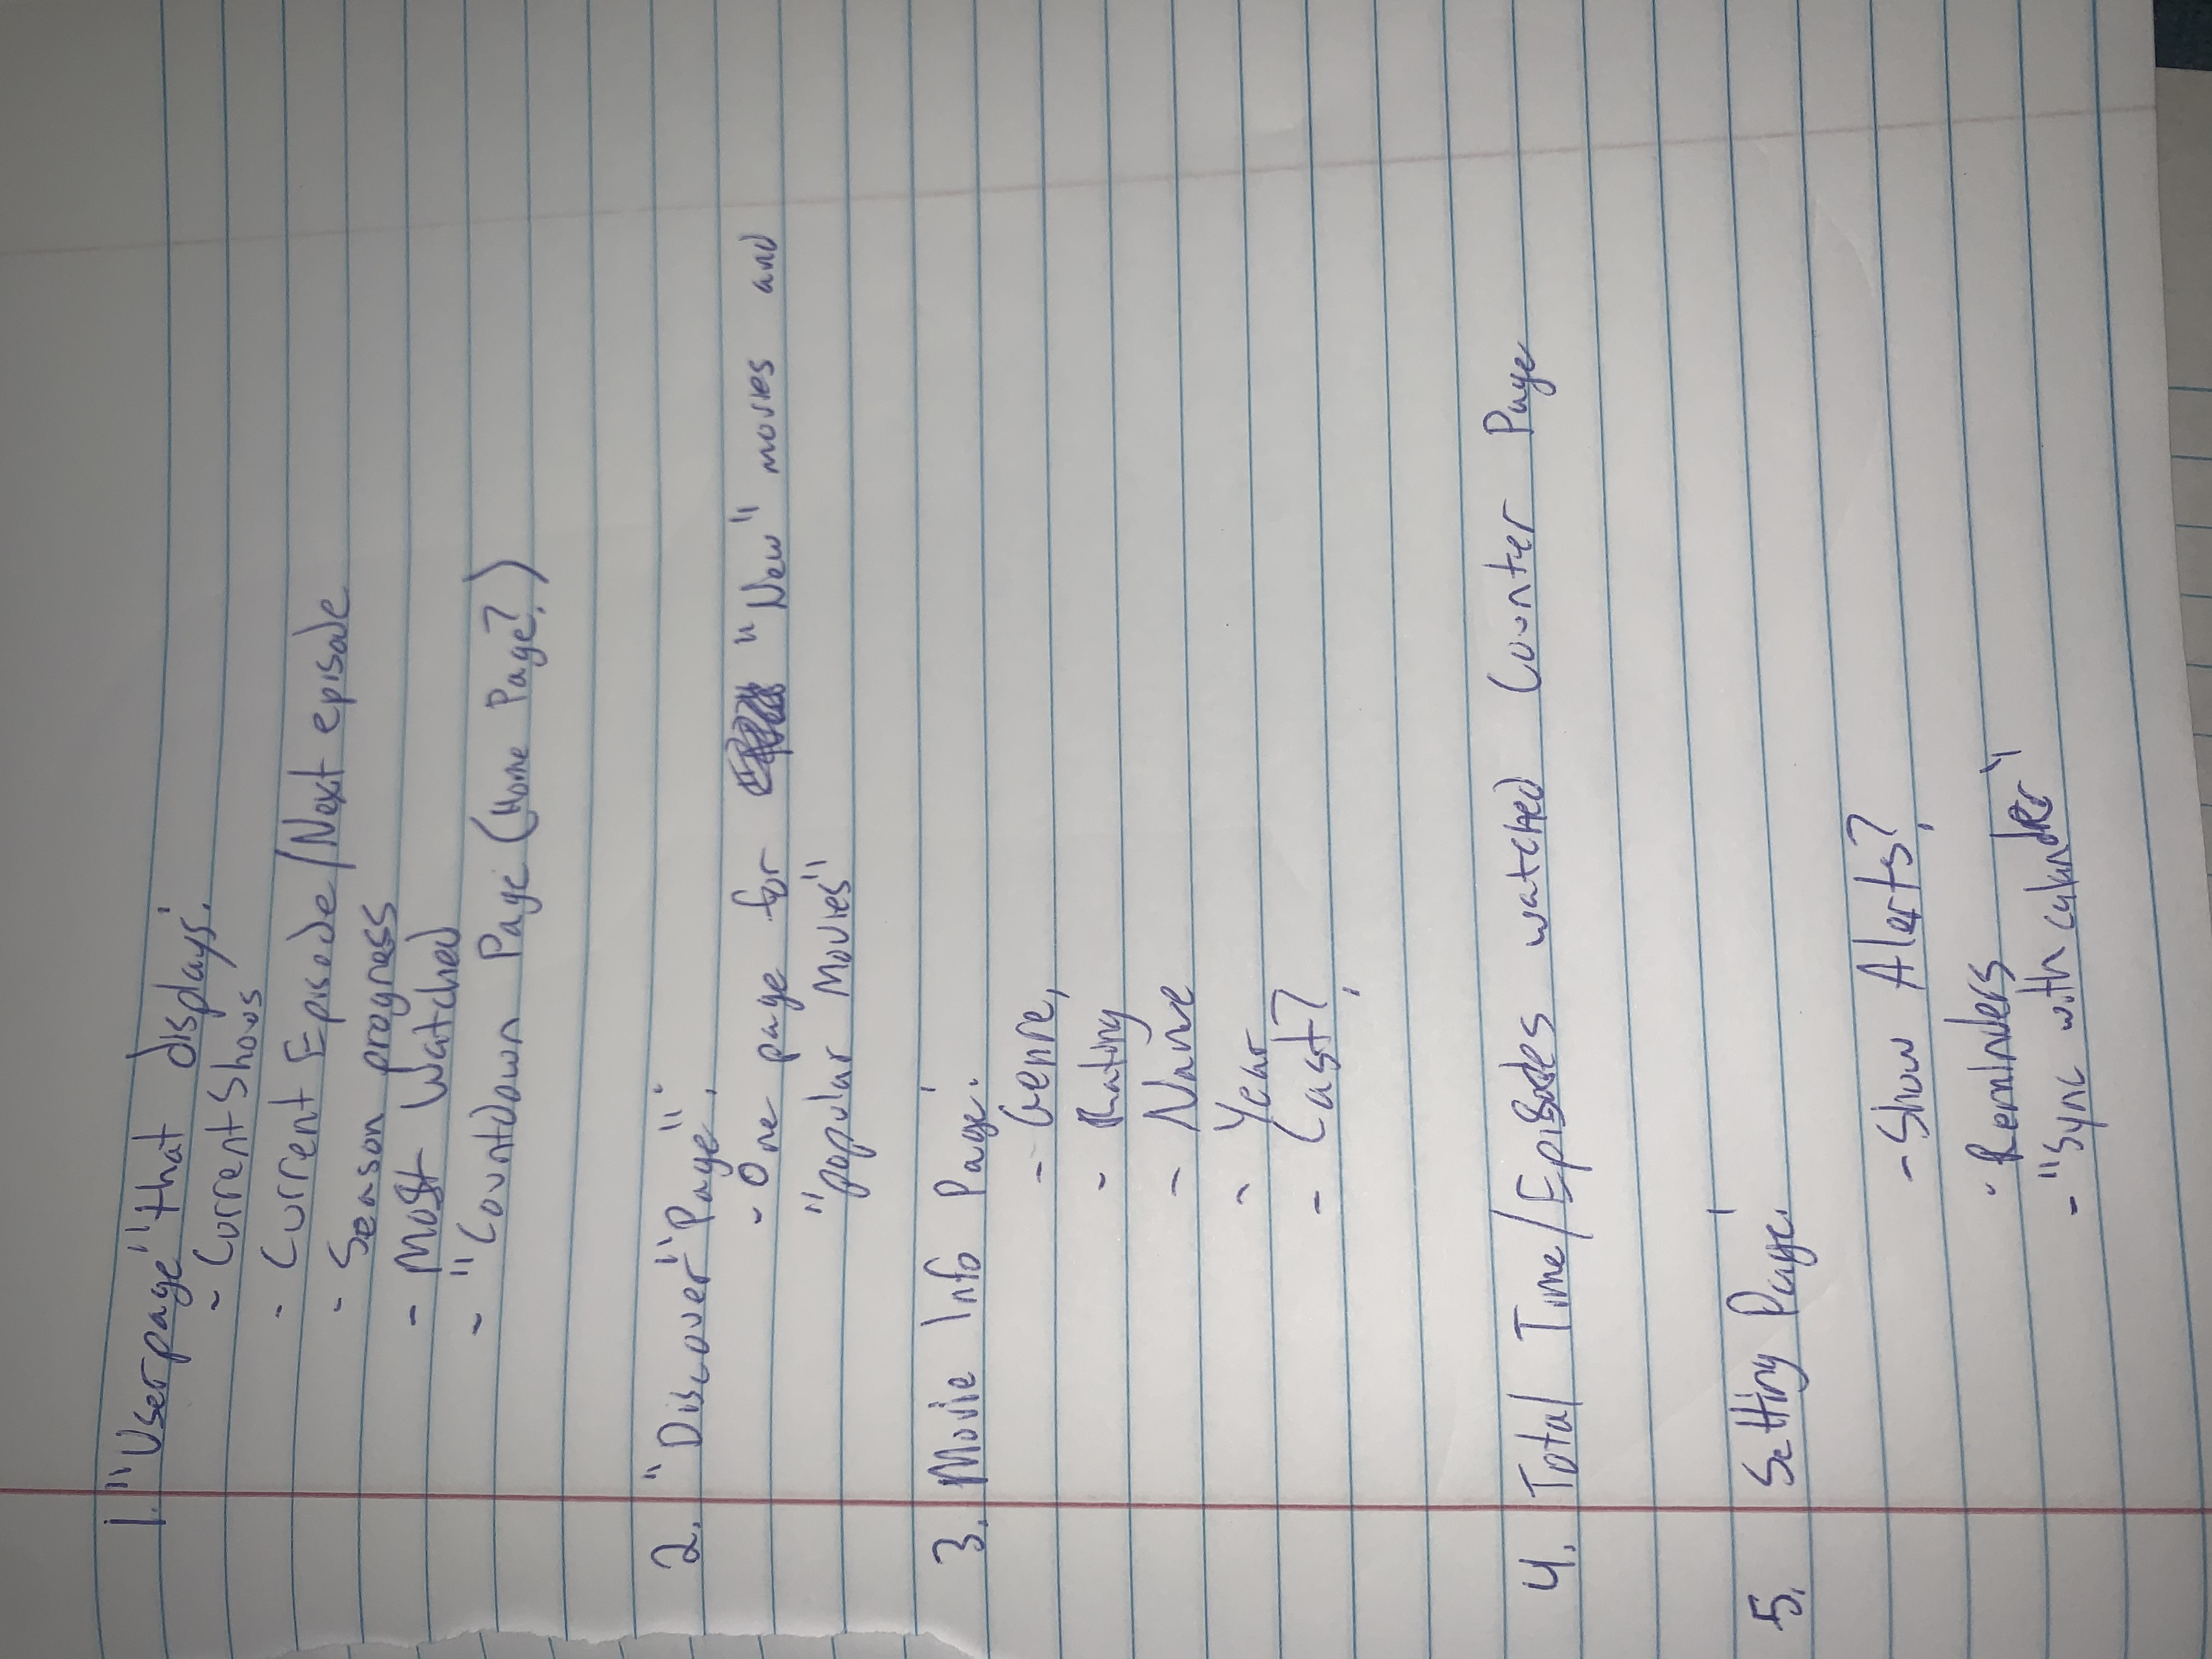 1. "Userpage" that displays:
- Current Shows
- Current Episode/Next episode
- Season progress
- Most Watched
- "Countdown Page (Home Page?)
2. "Discover" Page":
- One page for "New" movies and
"popular Movies"
3. Movie Info Page:
- Genre,
- Rating
- Name
- Year
- Cast?
4. Total Time/Episodes watched Counter Page
5. Setting Page:
- Show Alerts?
- Reminders
- "Sync with calander"